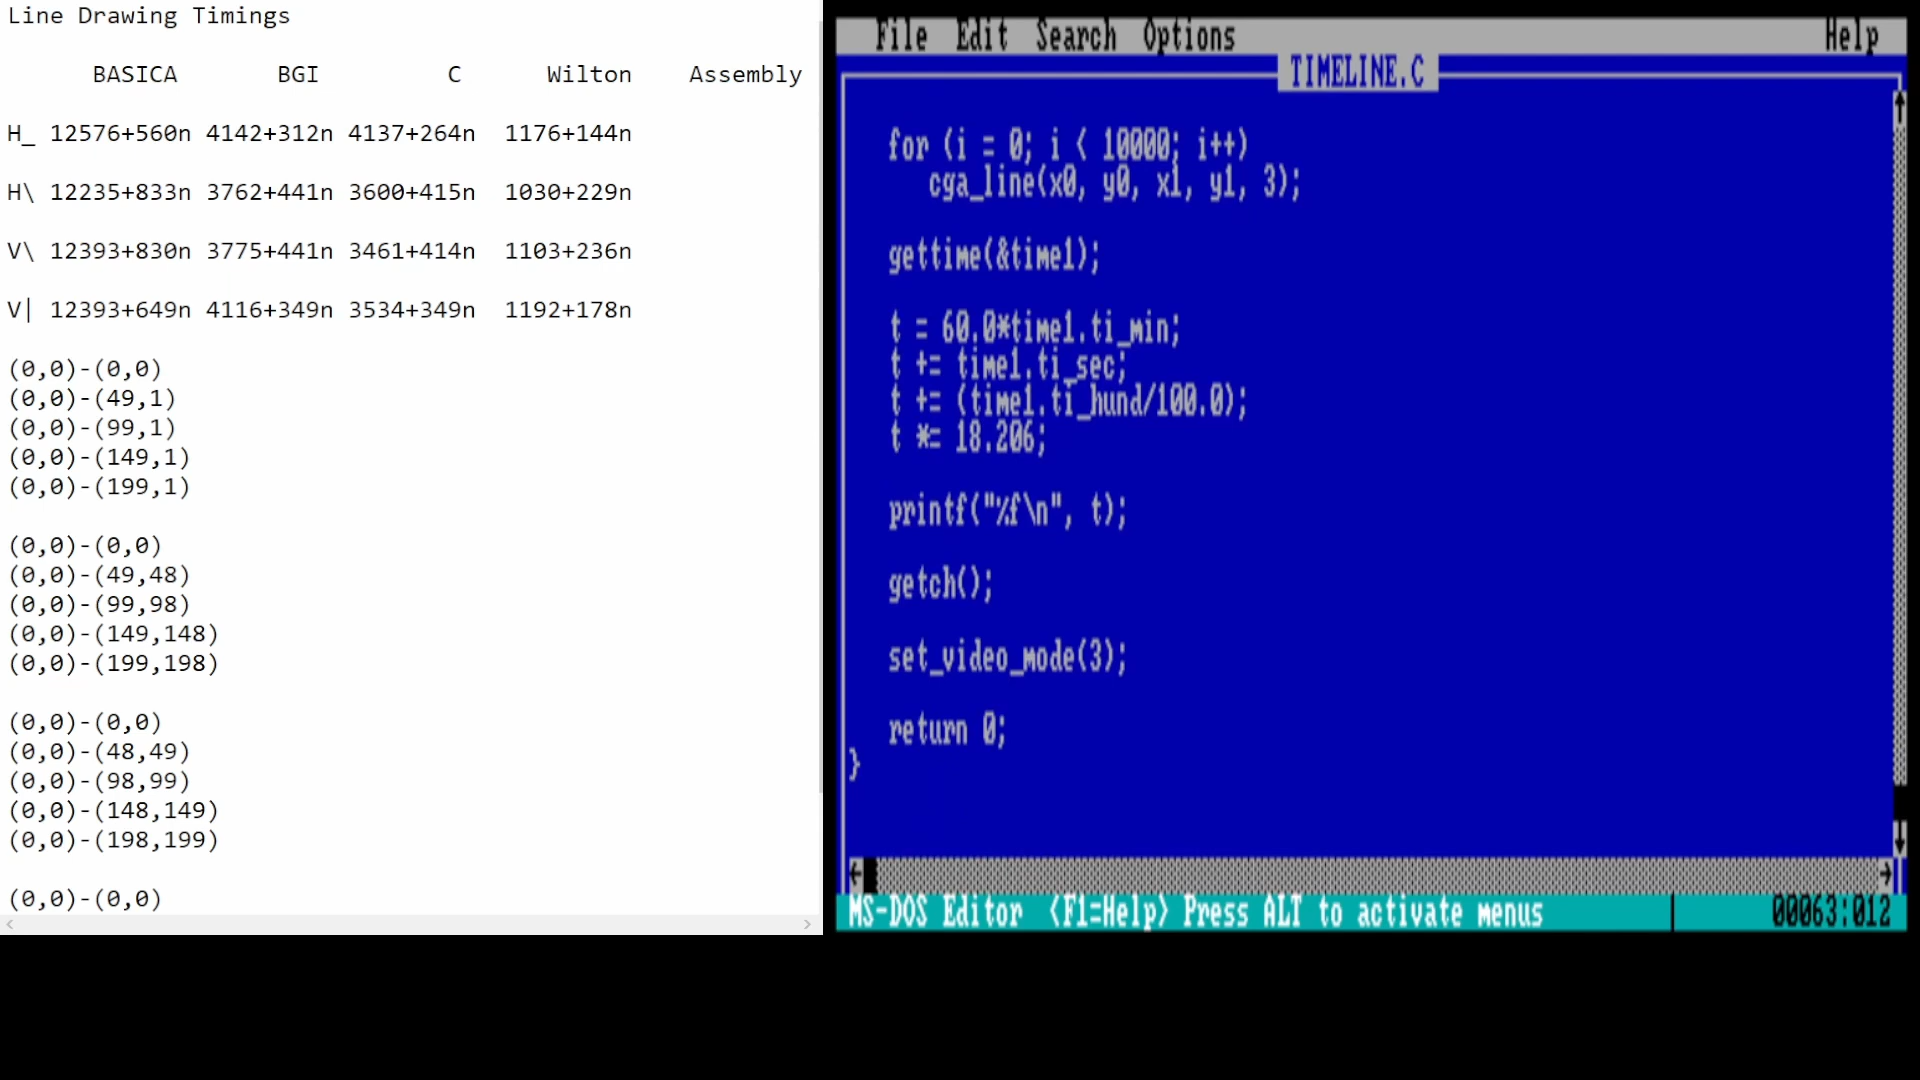 Line Drawing Timings
BASICA BGI C Wilton Assembly
H_ 12576+560n 4142+312n 4137+264n 1176+144n
H\ 12235+833n 3762+441n 3600+415n 1030+229n
V\ 12393+830n 3775+441n 3461+414n 1103+236n
V| 12393+649n 4116+349n 3534+349n 1192+178n
(0,0)-(0,0)
(0,0)-(49,1)
(0,0)-(99,1)
(0,0)-(149,1)
(0,0)-(199,1)
(0,0)-(0,0)
(0,0)-(49,48)
(0,0)-(99,98)
(0,0)-(149,148)
(0,0)-(199,198)
(0,0)-(0,0)
(0,0)-(48,49)
(0,0)-(98,99)
(0,0)-(148,149)
(0,0)-(198,199)
(0,0)-(0,0)
File Edit Search Options Help
TIMELINE.C
for (i = 0; i < 10000; i++)
cga_line(x0, y0, x1, y1, 3);
gettime(&time1);
t = 60.0*time1.ti_min;
t += time1.ti_sec;
t += (time1.ti_hund/100.0);
t *= 18.206;
printf("%f\n", t);
getch();
set_video_mode(3);
return 0;
}
MS-DOS Editor <F1=Help> Press ALT to activate menus 00063:012